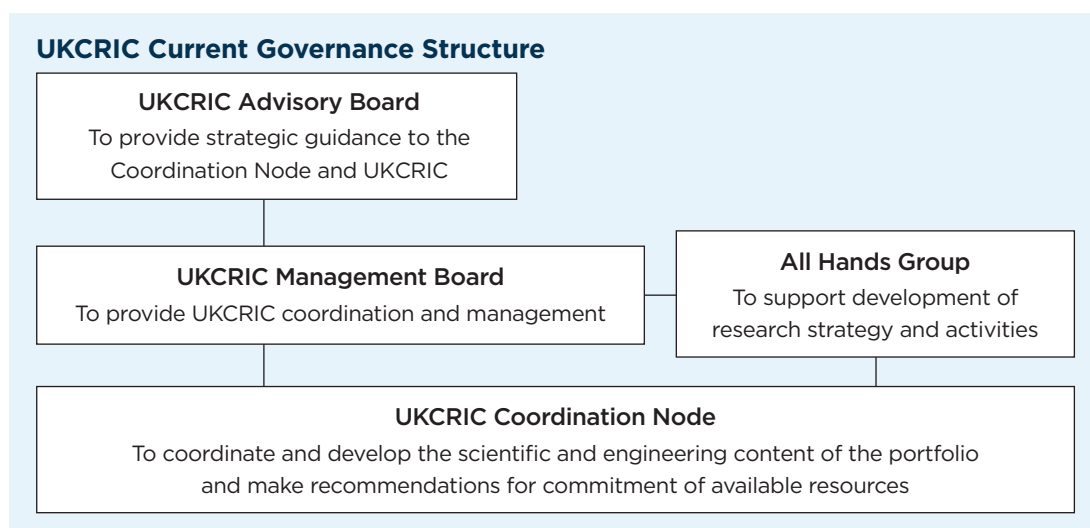 UKCRIC Current Governance Structure
UKCRIC Advisory Board
To provide strategic guidance to the
Coordination Node and UKCRIC
UKCRIC Management Board
To provide UKCRIC coordination and management
All Hands Group
To support development of
research strategy and activities
UKCRIC Coordination Node
To coordinate and develop the scientific and engineering content of the portfolio
and make recommendations for commitment of available resources